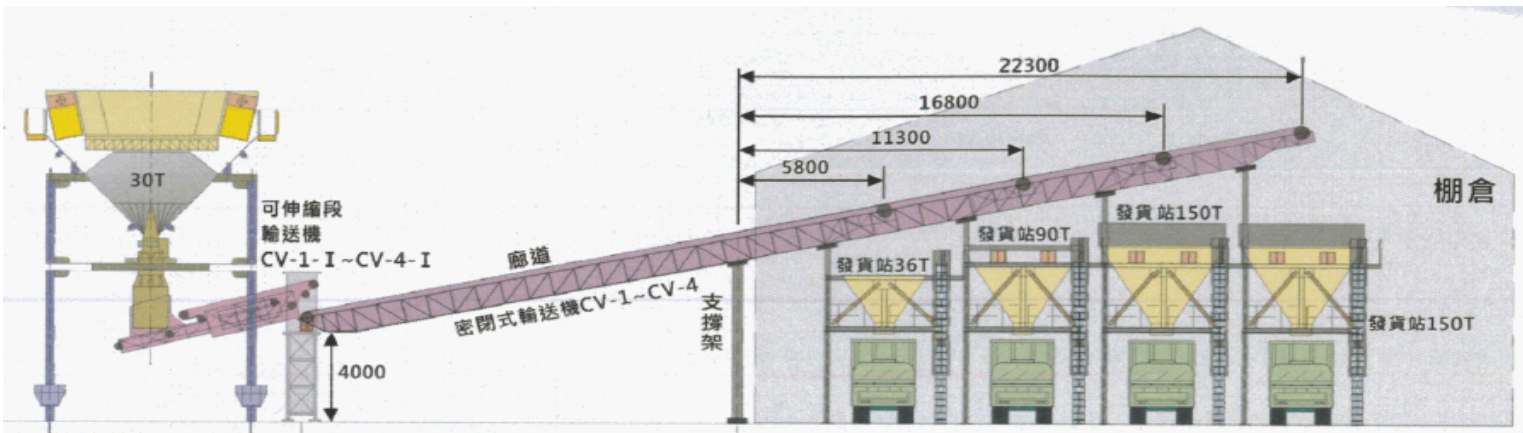 22300
16800
11300
5800
30T
可伸縮段
輸送機
CV-1-I~CV-4-I
廊道
密閉式輸送機CV-1~CV-4
4000
支撐架
棚倉
發貨站36T
發貨站90T
發貨站150T
發貨站150T